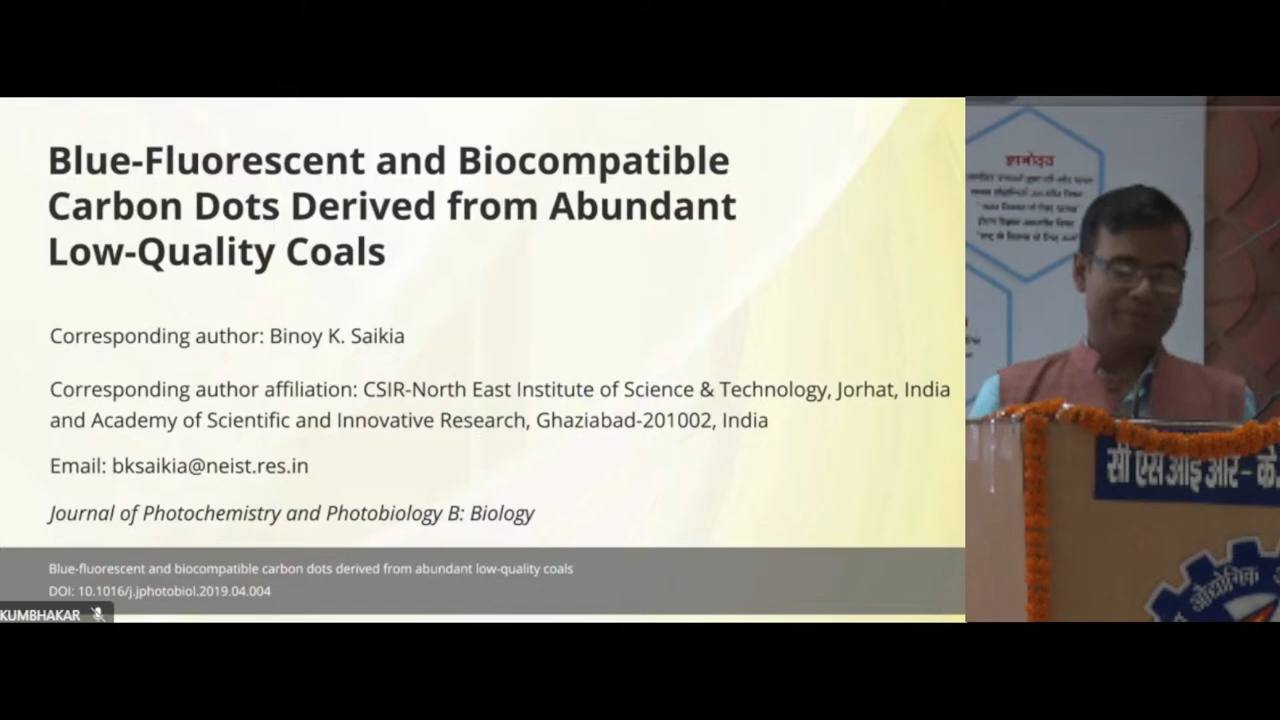 Blue-Fluorescent and Biocompatible
Carbon Dots Derived from Abundant
Low-Quality Coals
Corresponding author: Binoy K. Saikia
Corresponding author affiliation: CSIR-North East Institute of Science & Technology, Jorhat, India
and Academy of Scientific and Innovative Research, Ghaziabad-201002, India
Email: bksaikia@neist.res.in
Journal of Photochemistry and Photobiology B: Biology
Blue-fluorescent and biocompatible carbon dots derived from abundant low-quality coals
DOI: 10.1016/j.jphotobiol.2019.04.004
KUMBHAKAR
सी एस आई आर – के.
औद्योगिक